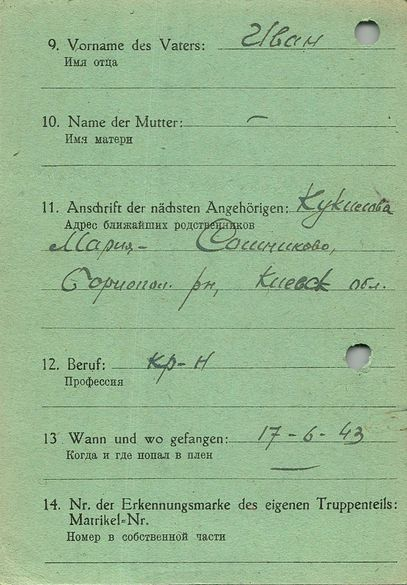 9. Vorname des Vaters: Иван
Имя отца
10. Name der Mutter: –
Имя матери
11. Anschrift der nächsten Angehörigen:
Адрес ближайших родственников
Мария – Сошниково,
Бориспол. рн, Киевск обл.
12. Beruf: кр-н
Профессия
13 Wann und wo gefangen: 17-6-43
Когда и где попал в плен
14. Nr. der Erkennungsmarke des eigenen Truppenteils:
Matrikel-Nr.
Номер в собственной части